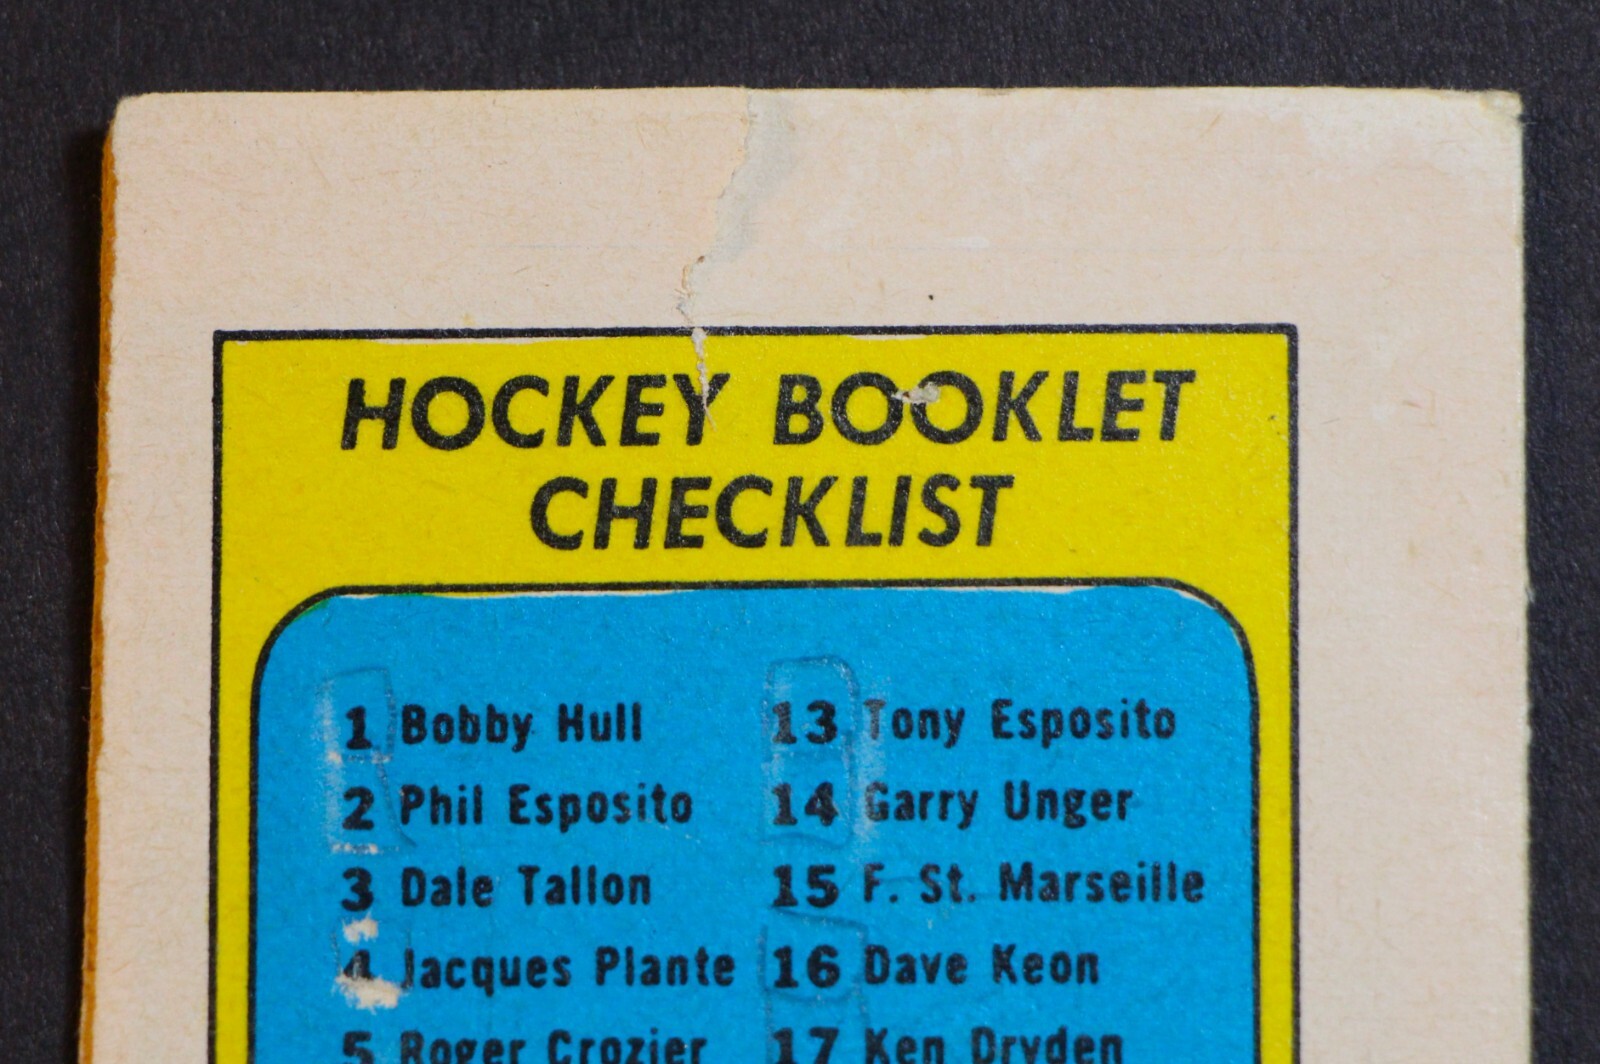 HOCKEY BOOKLET
CHECKLIST
1 Bobby Hull
2 Phil Esposito
3 Dale Tallon
4 Jacques Plante
5 Roger Crozier
13 Tony Esposito
14 Garry Unger
15 F. St. Marseille
16 Dave Keon
17 Ken Dryden